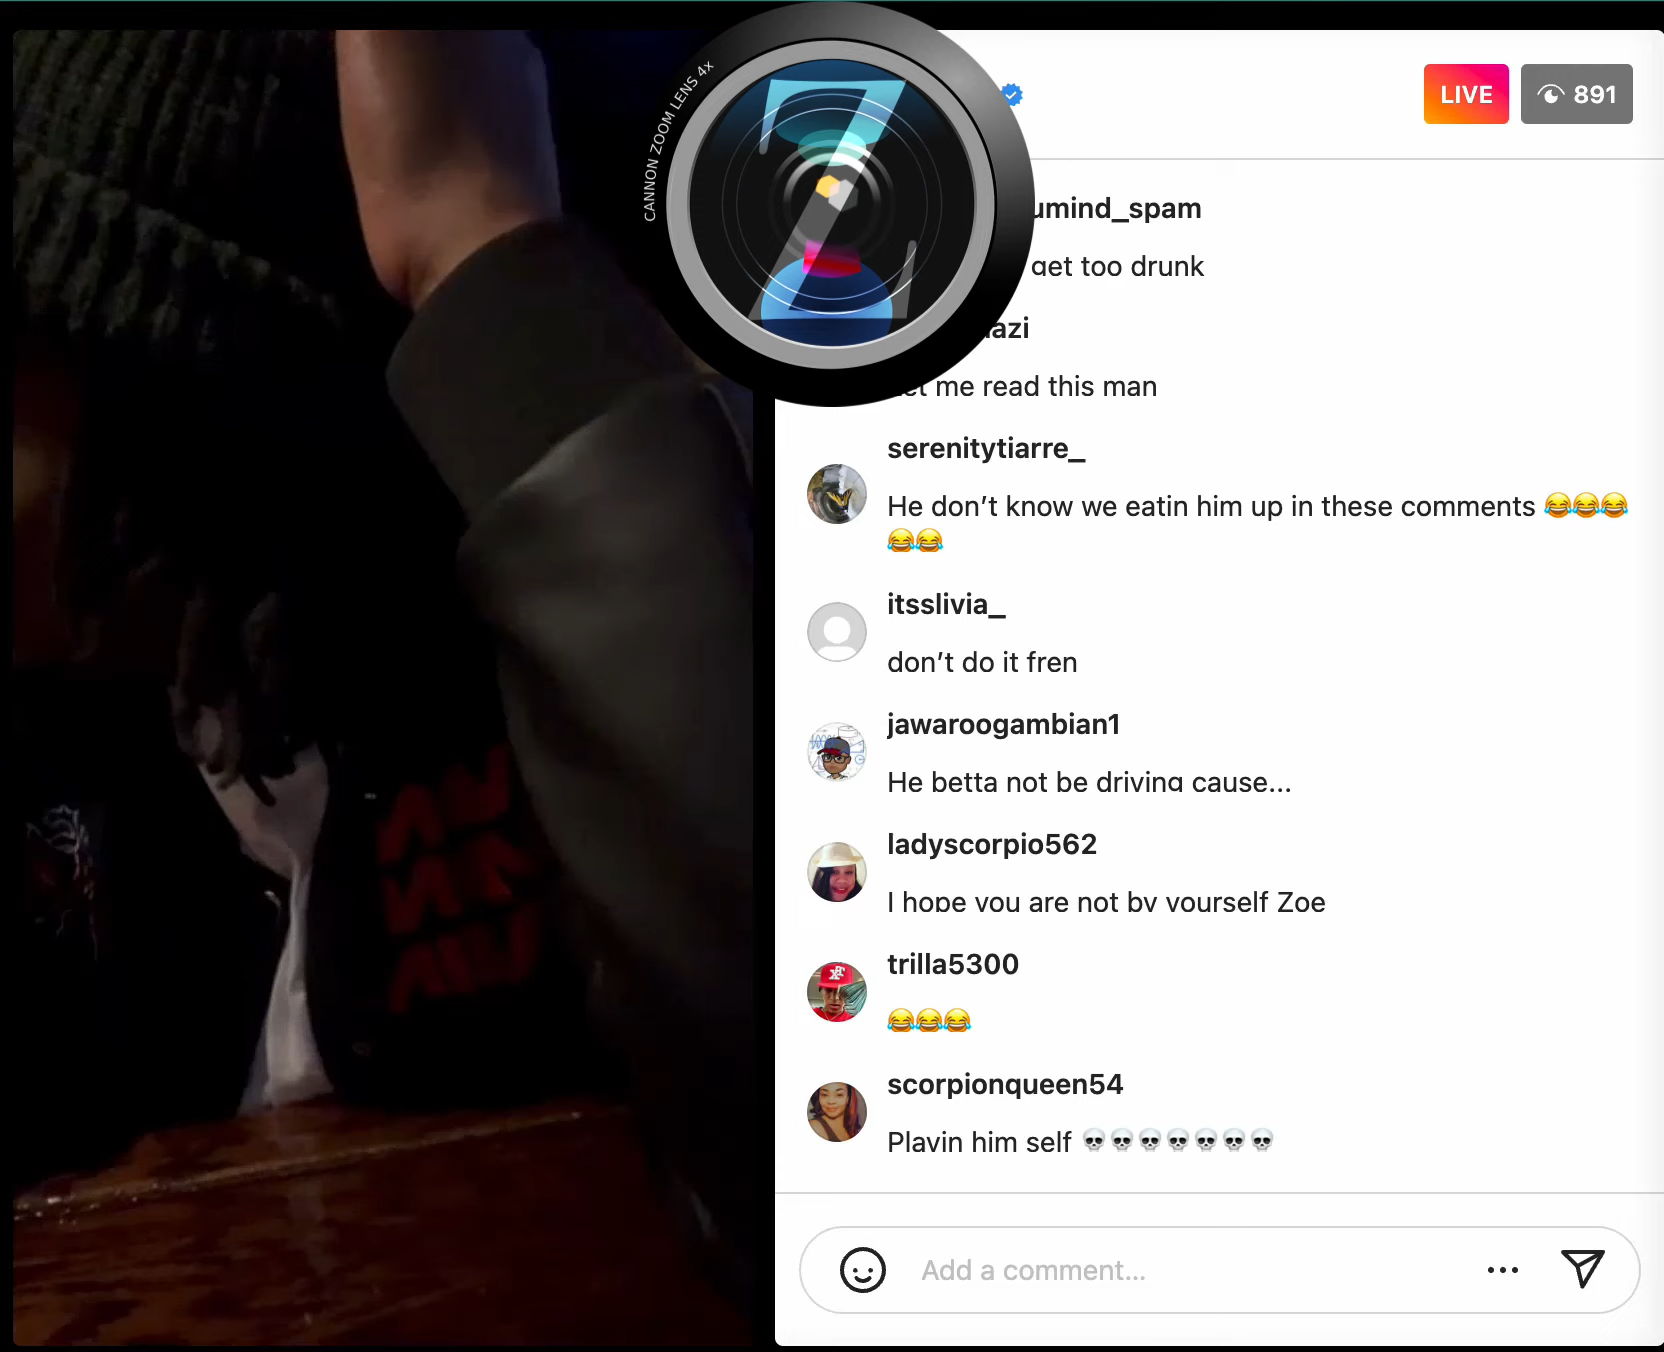 CANNON ZOOM LENS 4x
Z
LIVE
891
umind_spam
get too drunk
azi
me read this man
serenitytiarre_
He don’t know we eatin him up in these comments 😂😂😂
😂😂
itsslivia_
don’t do it fren
jawaroogambian1
He betta not be driving cause...
ladyscorpio562
I hope you are not by yourself Zoe
trilla5300
😂😂😂
scorpionqueen54
Playin him self 💀💀💀💀💀💀💀
Add a comment...